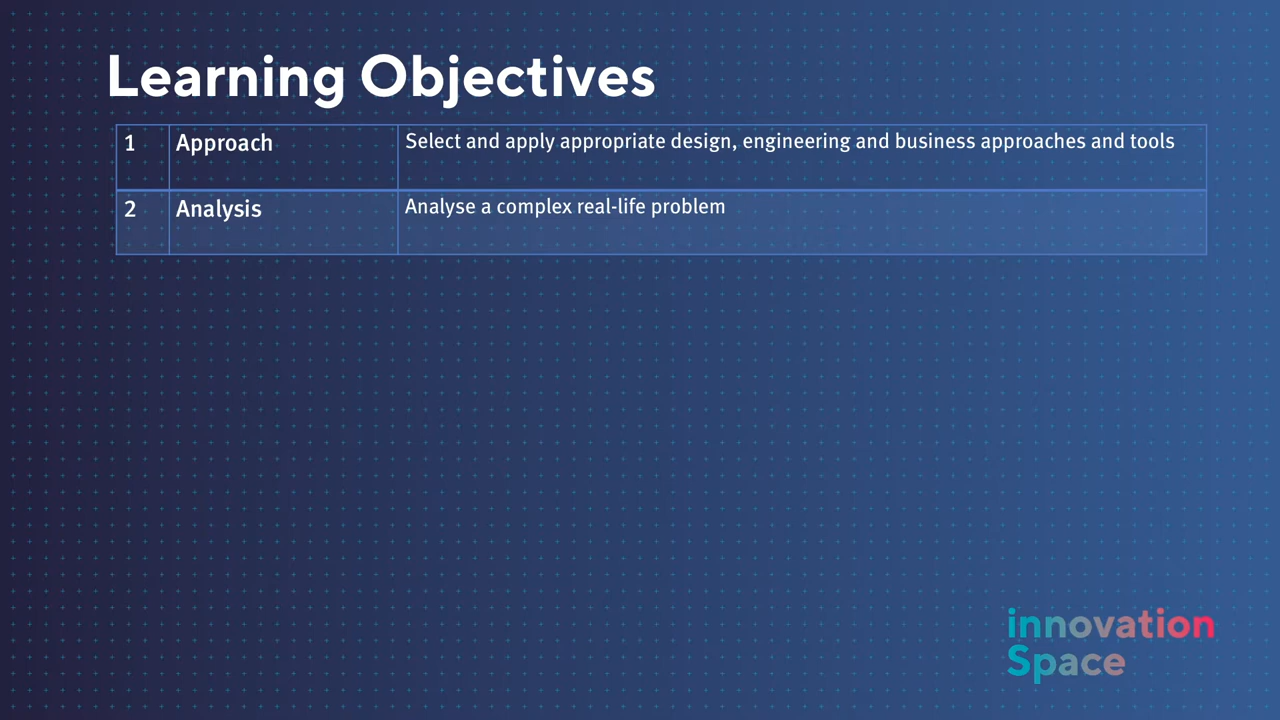 Learning Objectives
1 Approach Select and apply appropriate design, engineering and business approaches and tools
2 Analysis Analyse a complex real-life problem
innovation
Space